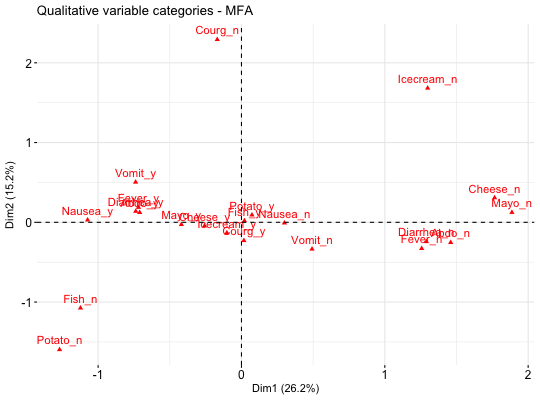 Qualitative variable categories - MFA
Courg_n
2
Icecream_n
1
Vomit_y
Cheese_n
Fever_y
Mayo_n
Potato_y
Nausea_y
Fish_y
Nausea_n
Mayo_y
Cheese_y
0
Icecream_y
Courg_y
Diarrhea_n
Abdo_n
Vomit_n
Fever_n
Fish_n
-1
Potato_n
-1
0
1
2
Dim1 (26.2%)
Dim2 (15.2%)